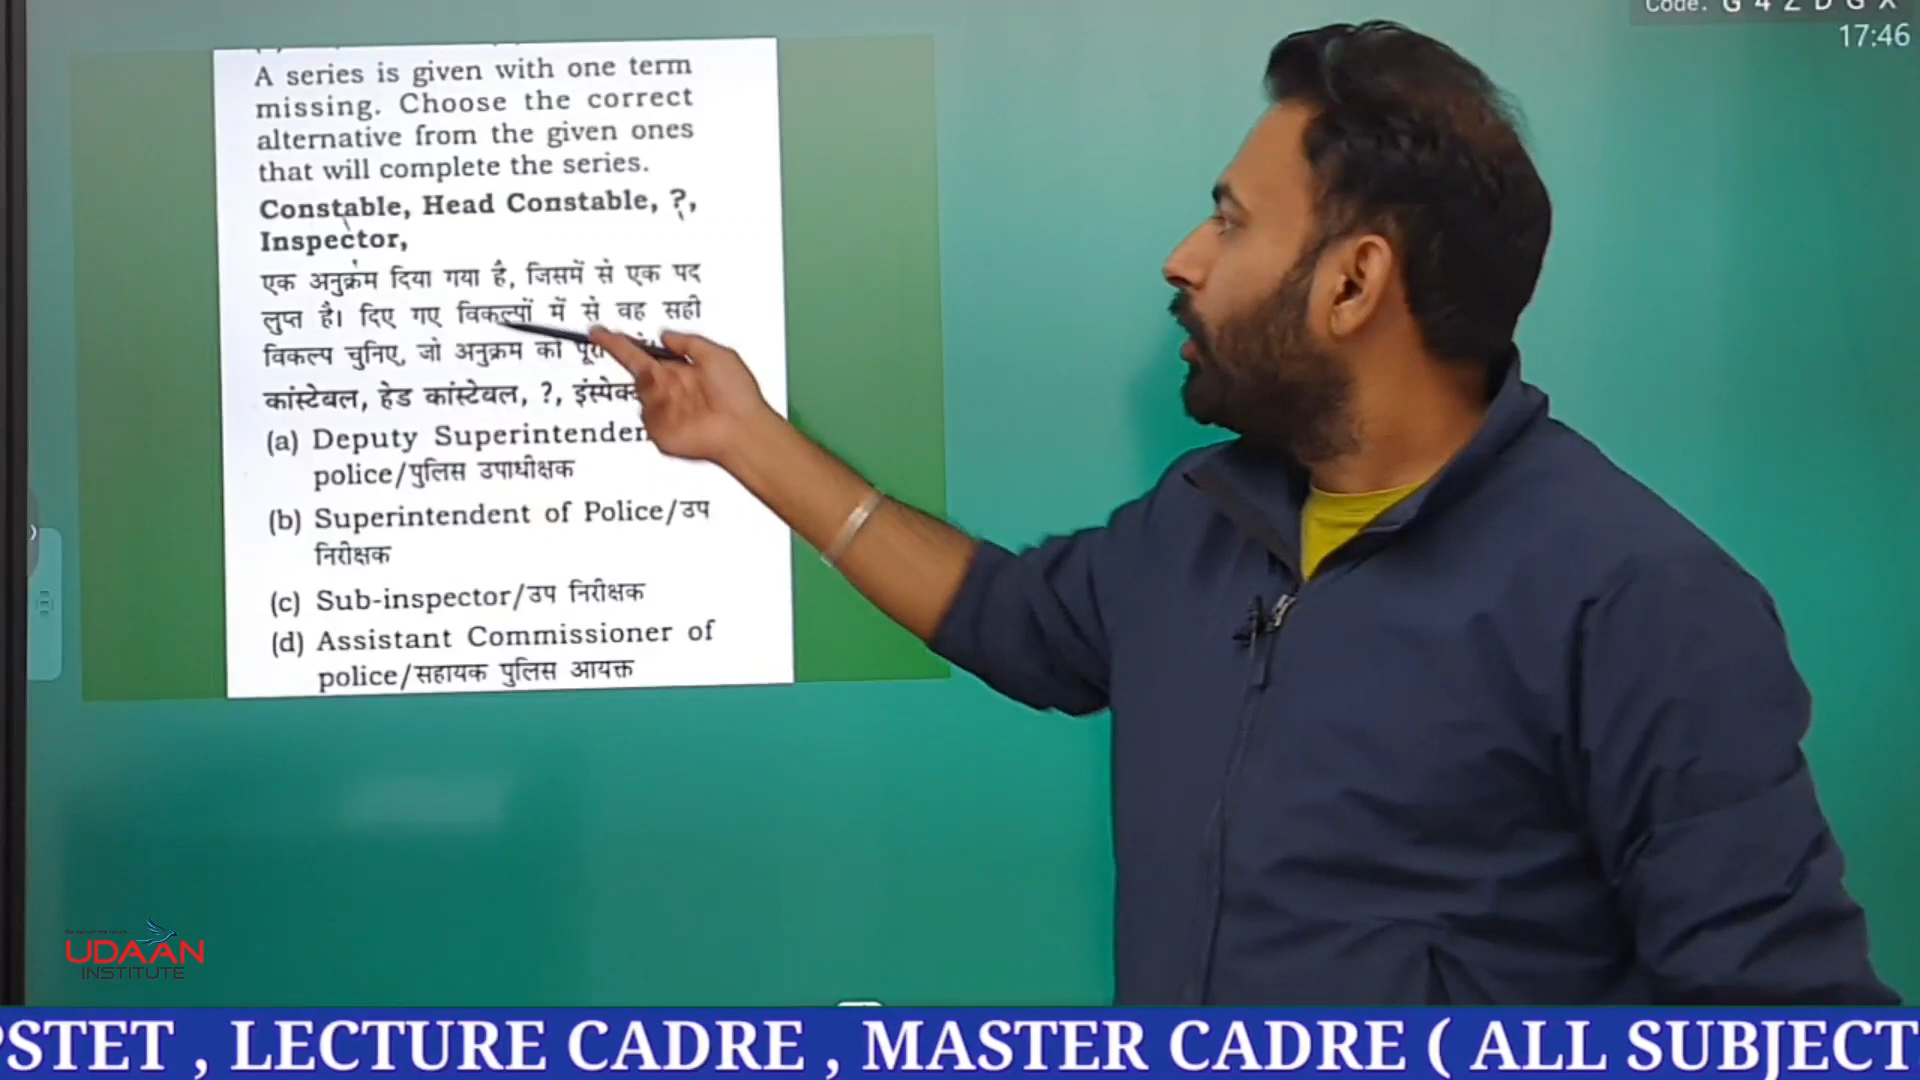 17:46
A series is given with one term
missing. Choose the correct
alternative from the given ones
that will complete the series.
Constable, Head Constable, ?,
Inspector,
एक अनुक्रम दिया गया है, जिसमें से एक पद
लुप्त है। दिए गए विकल्पों में से वह सही
विकल्प चुनिए, जो अनुक्रम को
कांस्टेबल, हेड कांस्टेबल, ?,
(a) Deputy
police/पुलिस उपाधीक्षक
(b) Superintendent of Police/उप
निरीक्षक
(c) Sub-inspector/उप निरीक्षक
(d) Assistant Commissioner of
police/सहायक पुलिस आयक्त
UDAAN
INSTITUTE
PSTET , LECTURE CADRE , MASTER CADRE ( ALL SUBJECT